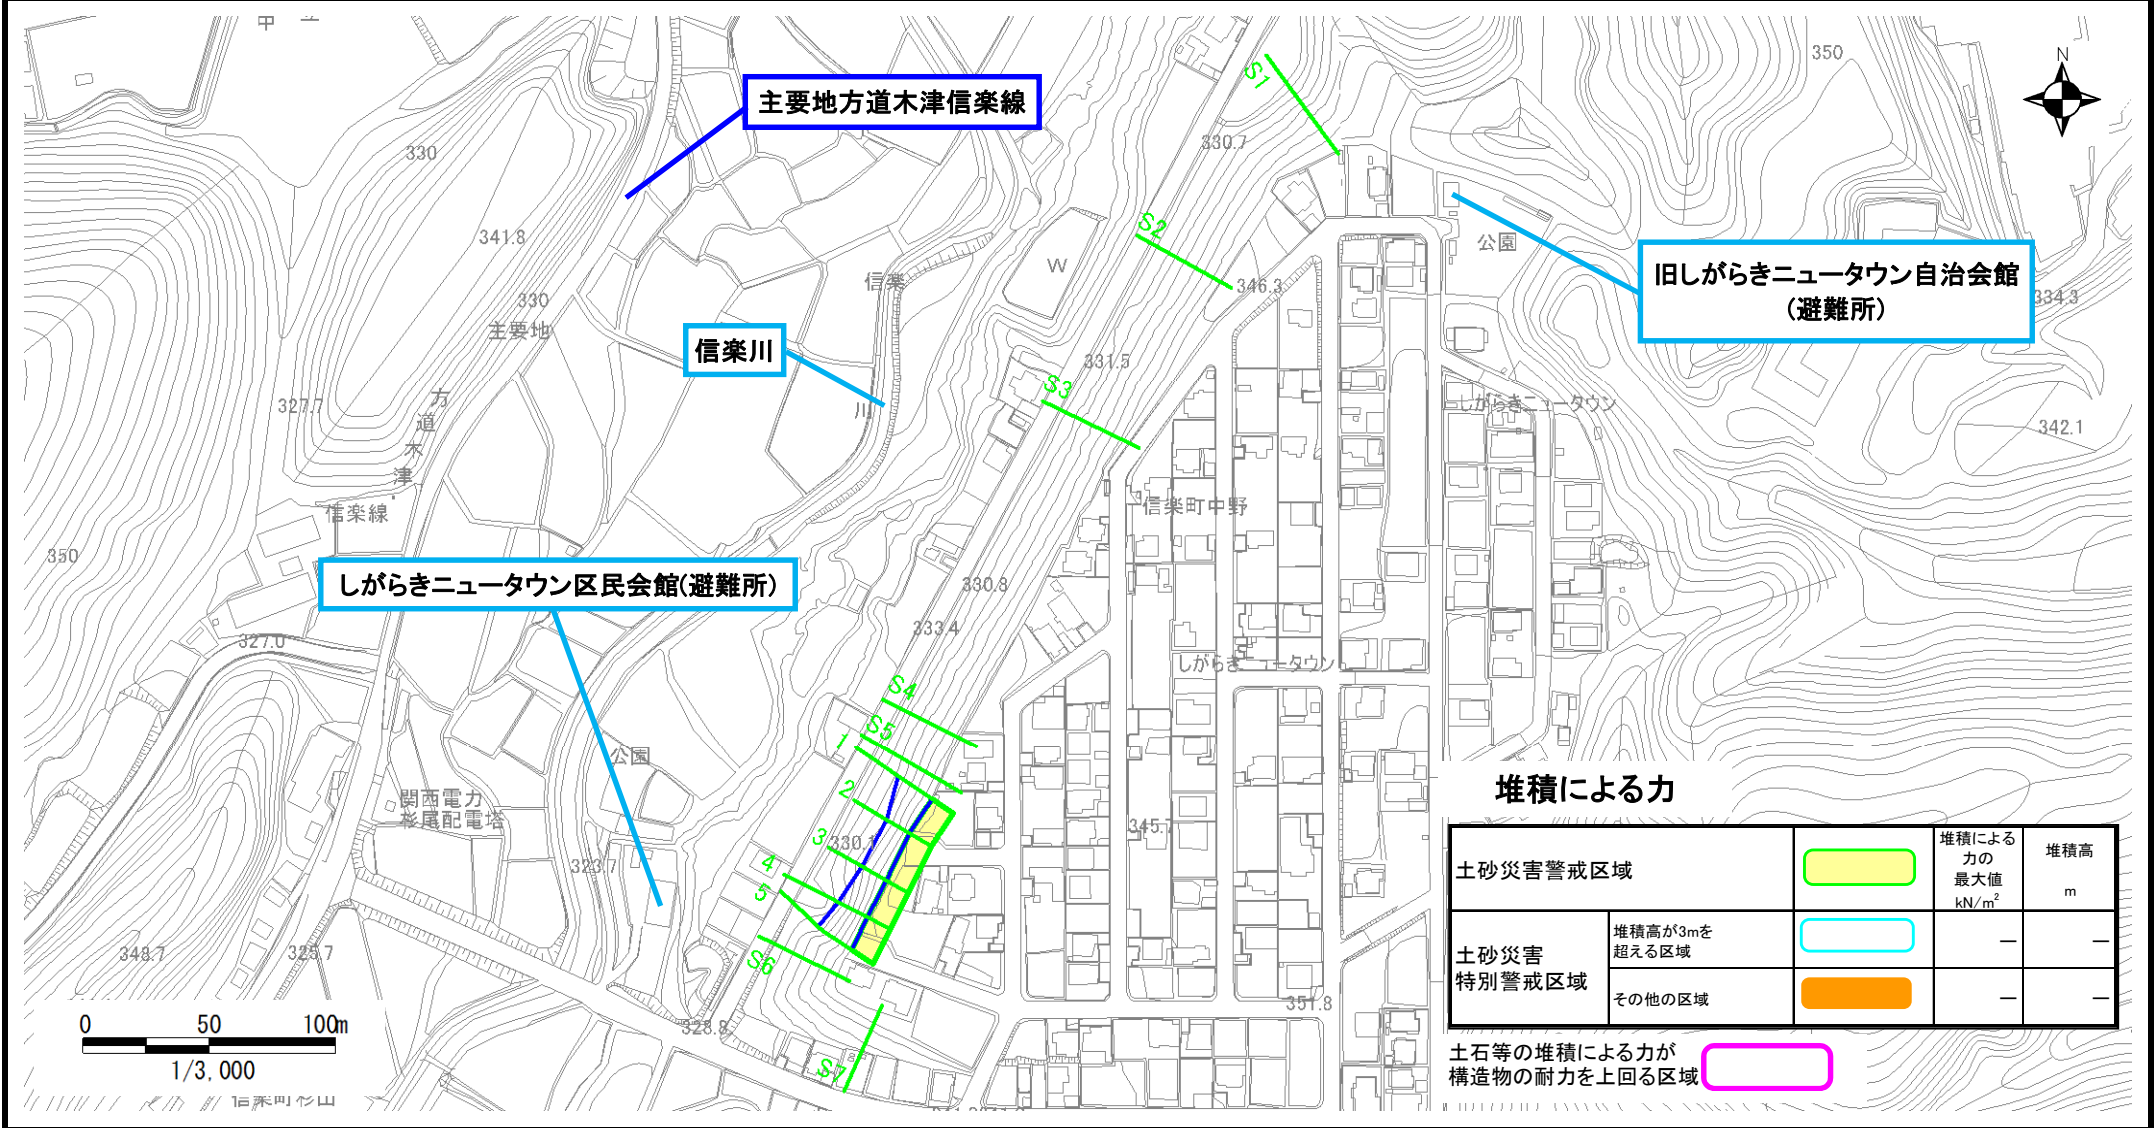 350
N
主要地方道木津信楽線
S1
330.7
330
341.8
S2
公園
W
信楽
346.3
旧しがらきニュータウン自治会館
(避難所)
334.3
330
主要地
信楽川
331.5
S3
327.7
方
道
木
津
川
しがらきニュータウン
342.1
信楽線
信楽町中野
350
しがらきニュータウン区民会館(避難所)
330.8
333.4
327.0
しがらきニュータウン
S4
S5
1
公園
2
関西電力
杉尾配電塔
3
330.1
345.7
4
323.7
5
348.7
325.7
S6
351.8
328.8
S7
0 50 100m
1/3,000
信楽町杉山
堆積による力
土砂災害警戒区域
堆積による
力の
最大値
kN/m²
堆積高
m
土砂災害
特別警戒区域
堆積高が3mを
超える区域
― ―
その他の区域
― ―
土石等の堆積による力が
構造物の耐力を上回る区域